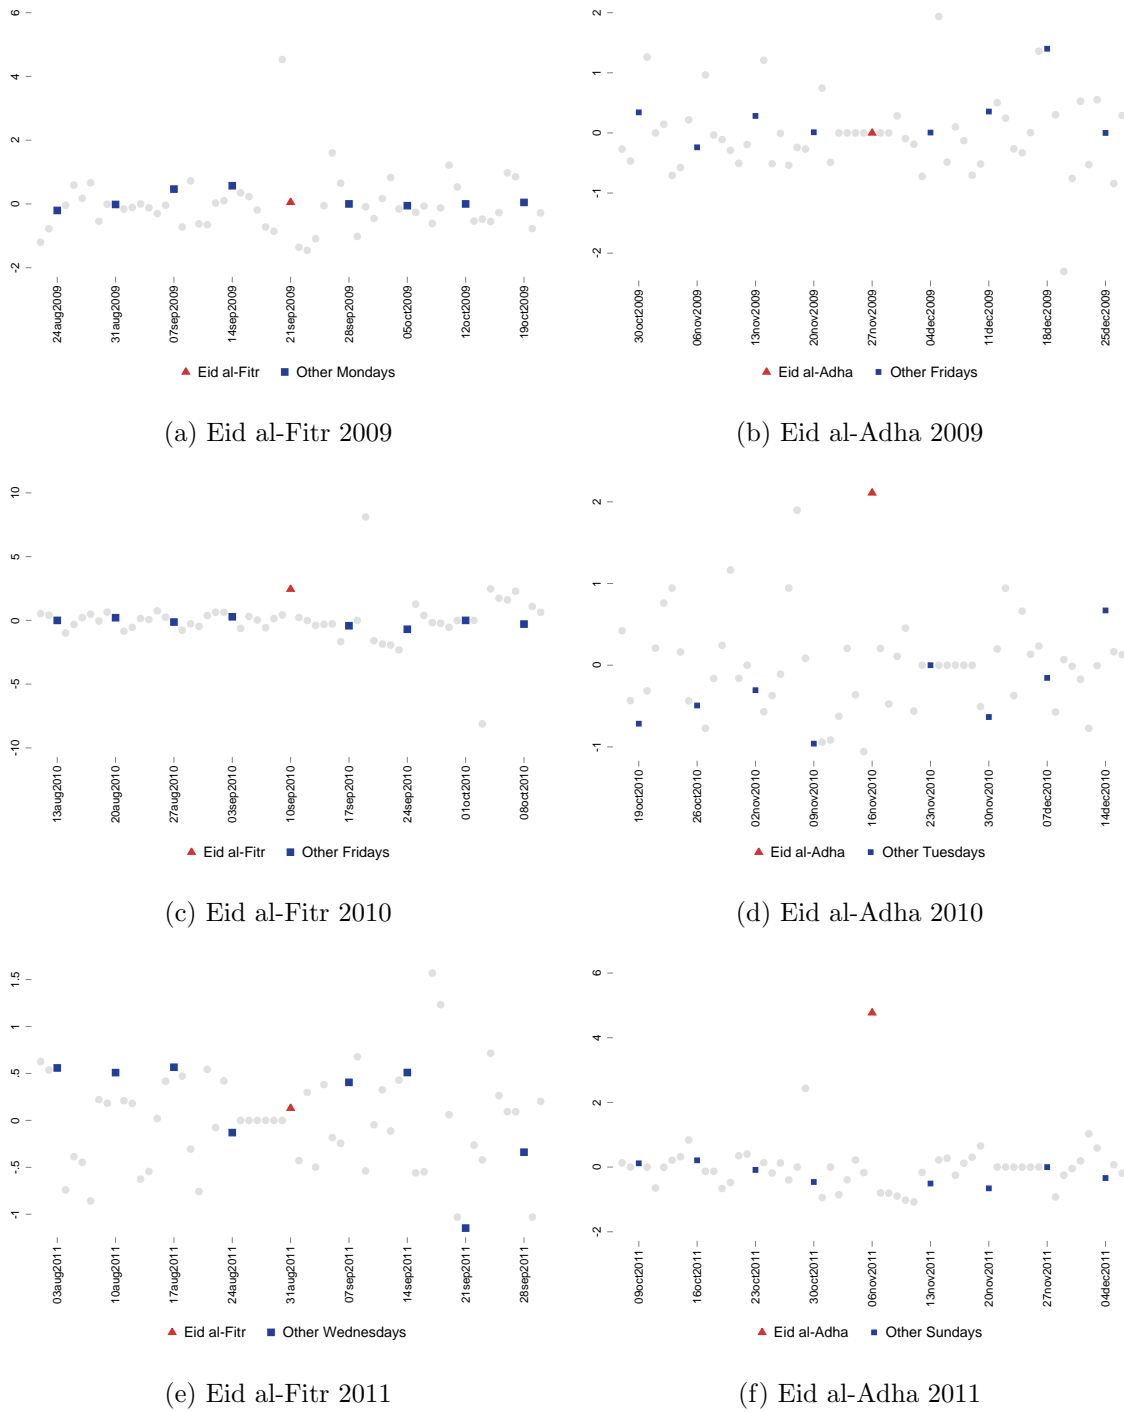 6
4
2
0
-2
24aug2009
31aug2009
07sep2009
14sep2009
21sep2009
28sep2009
05oct2009
12oct2009
19oct2009
Eid al-Fitr Other Mondays
(a) Eid al-Fitr 2009
2
1
0
-1
-2
30oct2009
06nov2009
13nov2009
20nov2009
27nov2009
04dec2009
11dec2009
18dec2009
25dec2009
Eid al-Adha Other Fridays
(b) Eid al-Adha 2009
10
5
0
-5
-10
13aug2010
20aug2010
27aug2010
03sep2010
10sep2010
17sep2010
24sep2010
01oct2010
08oct2010
Eid al-Fitr Other Fridays
(c) Eid al-Fitr 2010
2
1
0
-1
19oct2010
26oct2010
02nov2010
09nov2010
16nov2010
23nov2010
30nov2010
07dec2010
14dec2010
Eid al-Adha Other Tuesdays
(d) Eid al-Adha 2010
1.5
1
.5
0
-.5
-1
03aug2011
10aug2011
17aug2011
24aug2011
31aug2011
07sep2011
14sep2011
21sep2011
28sep2011
Eid al-Fitr Other Wednesdays
(e) Eid al-Fitr 2011
6
4
2
0
-2
09oct2011
16oct2011
23oct2011
30oct2011
06nov2011
13nov2011
20nov2011
27nov2011
04dec2011
Eid al-Adha Other Sundays
(f) Eid al-Adha 2011